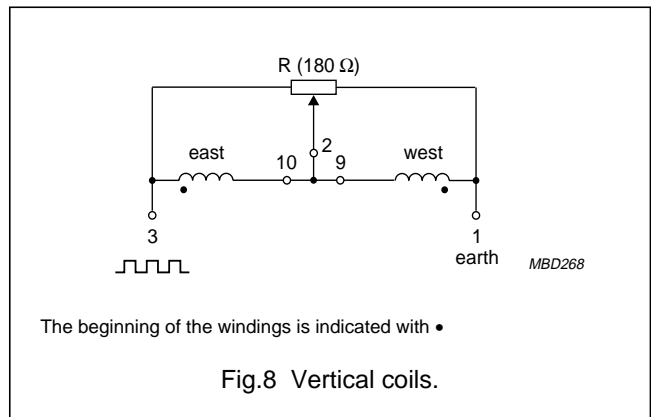 R (180 Ω)
east
10
2
9
west
3
1
earth
MBD268
The beginning of the windings is indicated with •
Fig.8 Vertical coils.